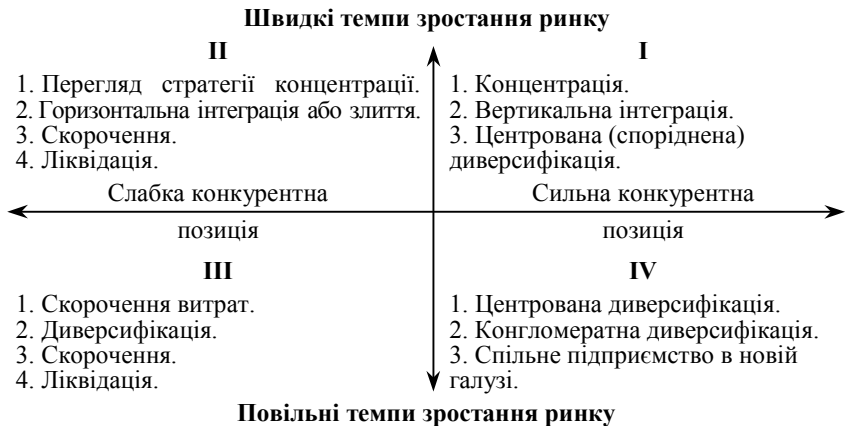 Швидкі темпи зростання ринку
II
1. Перегляд стратегії концентрації.
2. Горизонтальна інтеграція або злиття.
3. Скорочення.
4. Ліквідація.
I
1. Концентрація.
2. Вертикальна інтеграція.
3. Центрована (споріднена)
диверсифікація.
Слабка конкурентна
позиція
Сильна конкурентна
позиція
III
1. Скорочення витрат.
2. Диверсифікація.
3. Скорочення.
4. Ліквідація.
IV
1. Центрована диверсифікація.
2. Конгломератна диверсифікація.
3. Спільне підприємство в новій
галузі.
Повільні темпи зростання ринку